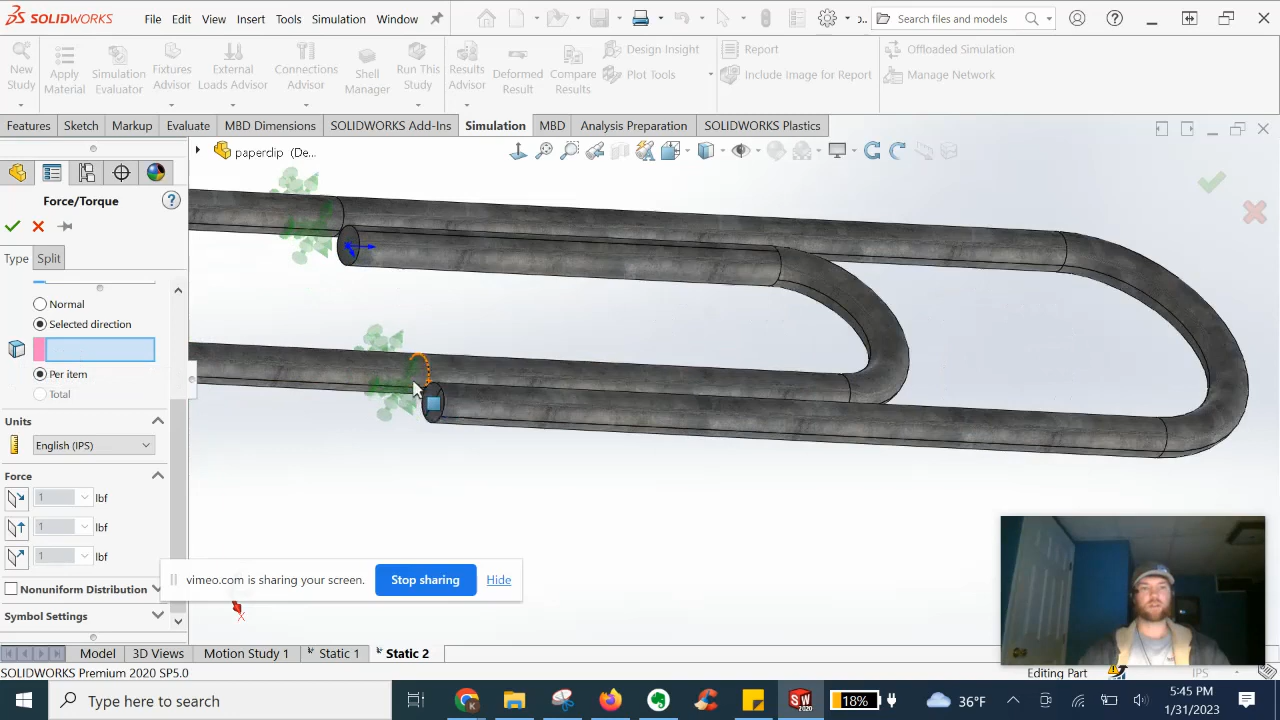 SOLIDWORKS File Edit View Insert Tools Simulation Window Search files and models
New Study
Apply Material
Simulation Evaluator
Fixtures Advisor
External Loads Advisor
Connections Advisor
Shell Manager
Run This Study
Results Advisor
Deformed Result
Compare Results
Design Insight
Plot Tools
Report
Include Image for Report
Offloaded Simulation
Manage Network
Features Sketch Markup Evaluate MBD Dimensions SOLIDWORKS Add-Ins Simulation MBD Analysis Preparation SOLIDWORKS Plastics
paperclip (De...
Force/Torque
Type Split
Normal
Selected direction
Per item
Total
Units
English (IPS)
Force
1 lbf
1 lbf
1 lbf
Nonuniform Distribution
Symbol Settings
vimeo.com is sharing your screen. Stop sharing Hide
X
Model 3D Views Motion Study 1 Static 1 Static 2
SOLIDWORKS Premium 2020 SP5.0 Editing Part IPS
Type here to search
SW
2020
18%
36°F
5:45 PM
1/31/2023